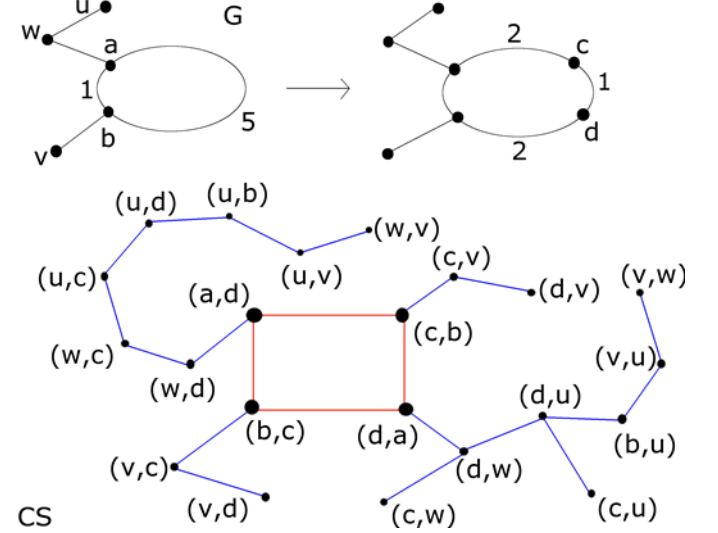 u
G
w
a
2
c
1
1
5
b
d
v
2
(u,d)
(u,b)
(w,v)
(c,v)
(u,c)
(u,v)
(v,w)
(a,d)
(d,v)
(c,b)
(w,c)
(v,u)
(w,d)
(d,u)
(b,c)
(d,a)
(b,u)
(v,c)
(d,w)
(v,d)
(c,w)
(c,u)
CS